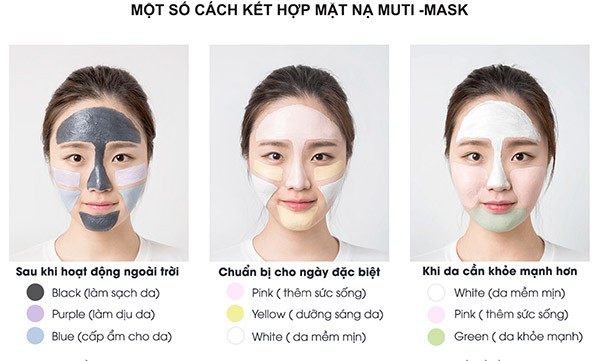 MỘT SỐ CÁCH KẾT HỢP MẶT NẠ MUTI -MASK
Sau khi hoạt động ngoài trời
Black (làm sạch da)
Purple (làm dịu da)
Blue (cấp ẩm cho da)
Chuẩn bị cho ngày đặc biệt
Pink ( thêm sức sống)
Yellow ( dưỡng sáng da)
White ( da mềm mịn)
Khi da cần khỏe mạnh hơn
White (da mềm mịn)
Pink ( thêm sức sống)
Green ( da khỏe mạnh)